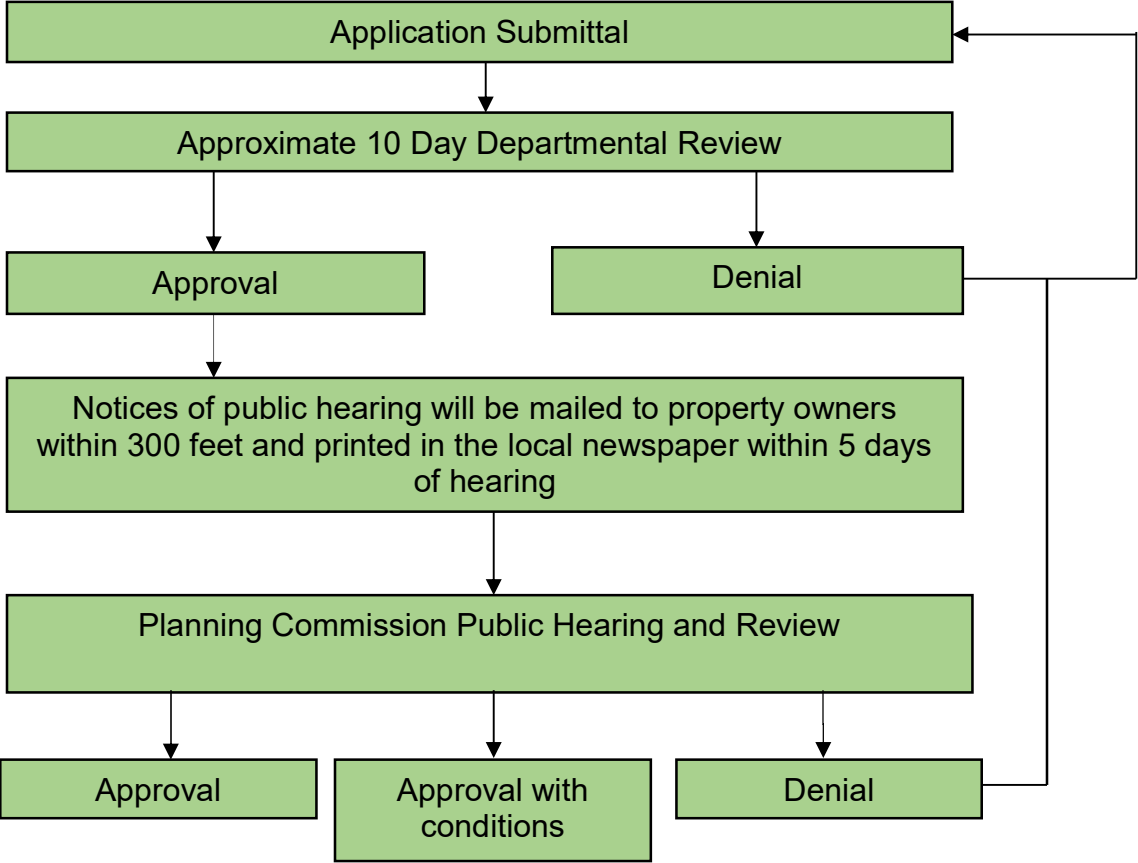 Application Submittal
Approximate 10 Day Departmental Review
Approval
Denial
Notices of public hearing will be mailed to property owners
within 300 feet and printed in the local newspaper within 5 days
of hearing
Planning Commission Public Hearing and Review
Approval
Approval with
conditions
Denial